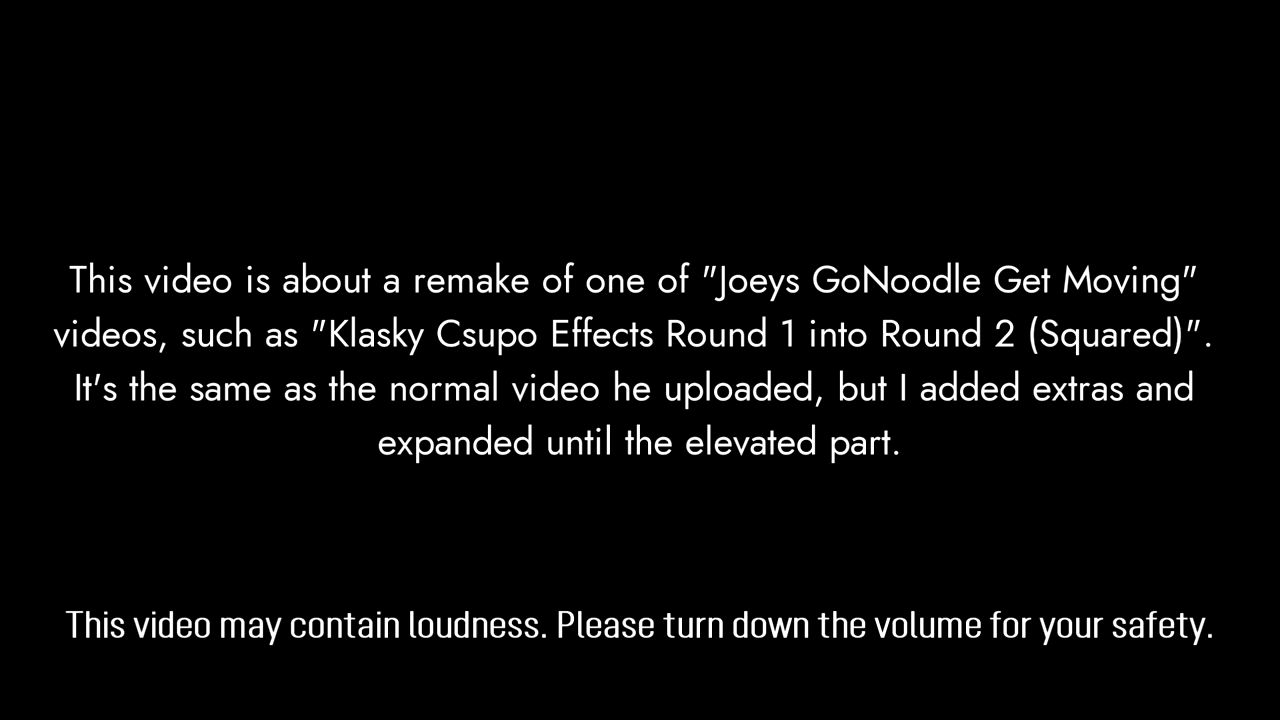 This video is about a remake of one of "Joeys GoNoodle Get Moving"
videos, such as "Klasky Csupo Effects Round 1 into Round 2 (Squared)".
It's the same as the normal video he uploaded, but I added extras and
expanded until the elevated part.
This video may contain loudness. Please turn down the volume for your safety.